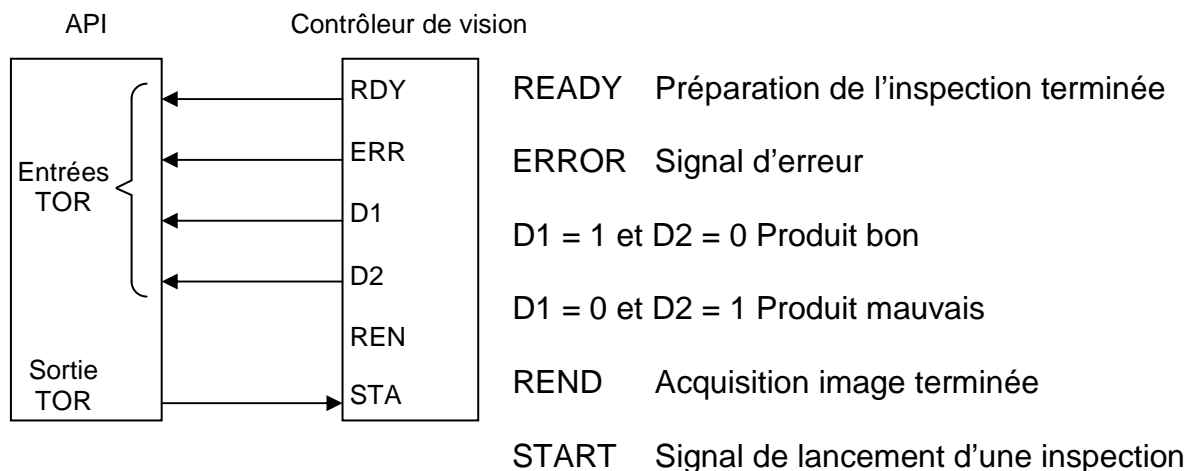 API
Contrôleur de vision
RDY
ERR
D1
D2
REN
STA
Entrées
TOR
Sortie
TOR
READY Préparation de l’inspection terminée
ERROR Signal d’erreur
D1 = 1 et D2 = 0 Produit bon
D1 = 0 et D2 = 1 Produit mauvais
REND Acquisition image terminée
START Signal de lancement d’une inspection